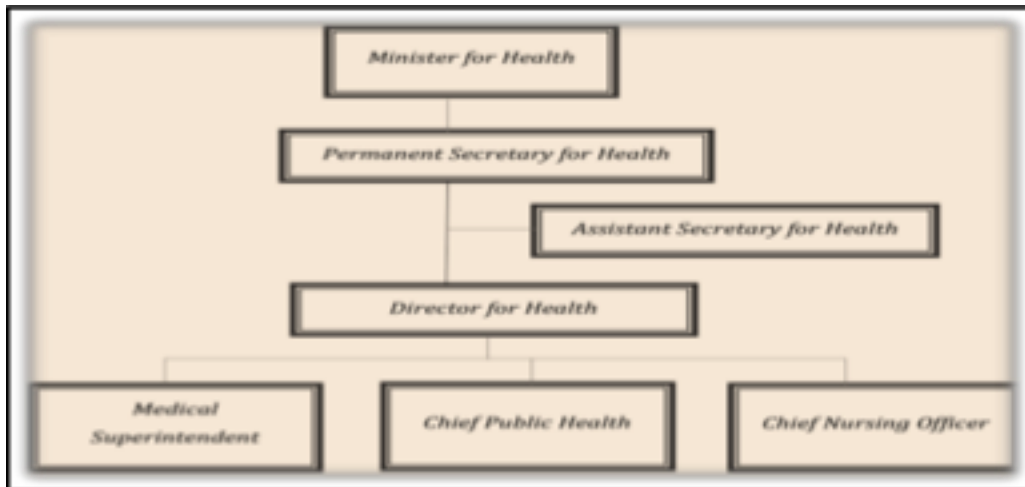 Minister for Health
Permanent Secretary for Health
Assistant Secretary for Health
Director for Health
Medical
Superintendent
Chief Public Health
Chief Nursing Officer